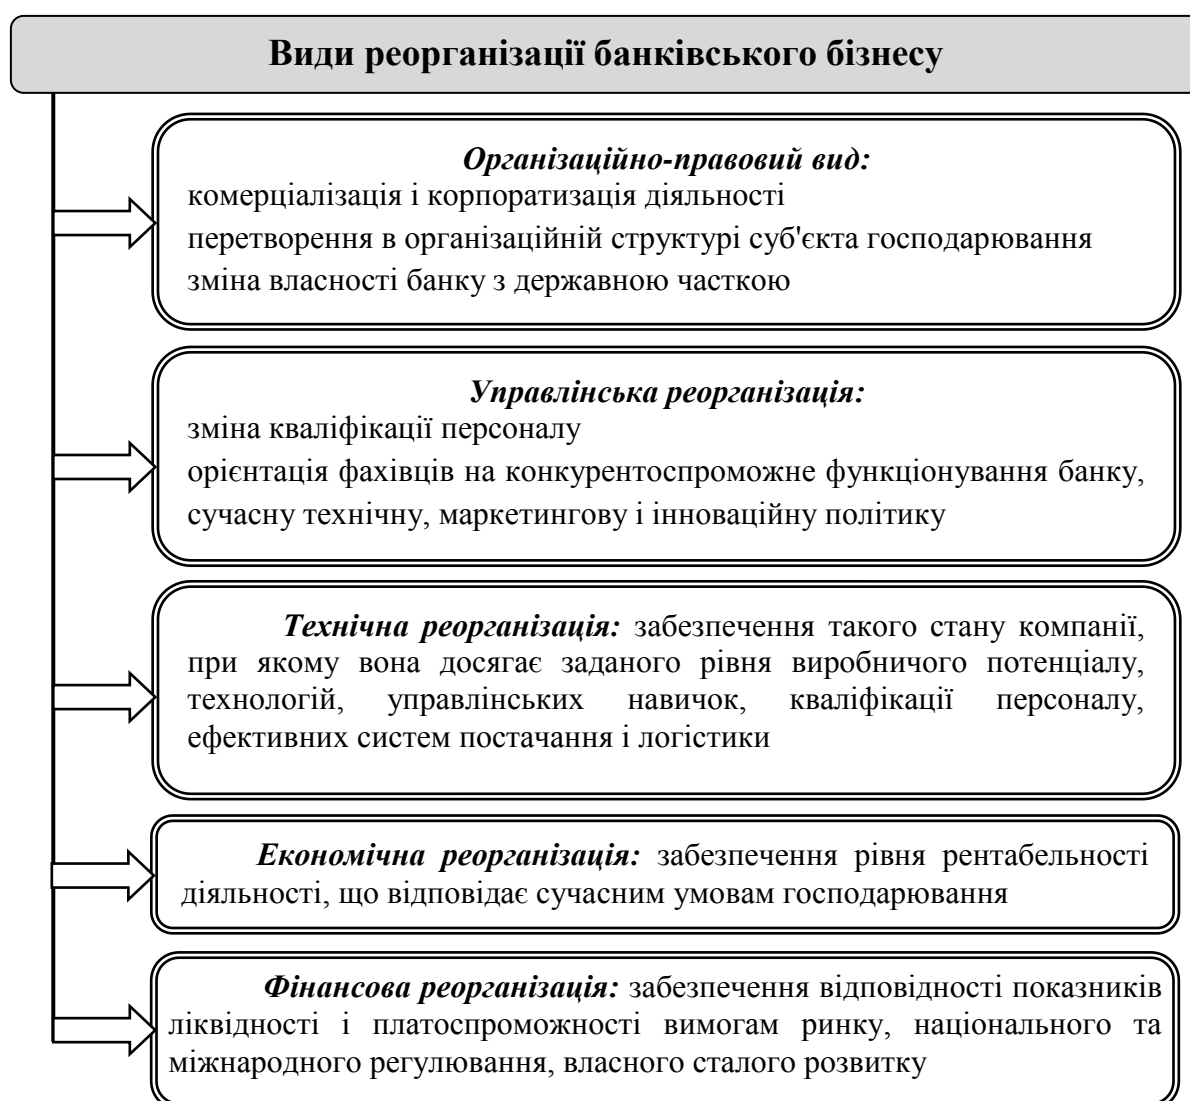 Види реорганізації банківського бізнесу
Організаційно-правовий вид:
комерціалізація і корпоратизація діяльності
перетворення в організаційній структурі суб'єкта господарювання
зміна власності банку з державною часткою
Управлінська реорганізація:
зміна кваліфікації персоналу
орієнтація фахівців на конкурентоспроможне функціонування банку,
сучасну технічну, маркетингову і інноваційну політику
Технічна реорганізація: забезпечення такого стану компанії,
при якому вона досягає заданого рівня виробничого потенціалу,
технологій, управлінських навичок, кваліфікації персоналу,
ефективних систем постачання і логістики
Економічна реорганізація: забезпечення рівня рентабельності
діяльності, що відповідає сучасним умовам господарювання
Фінансова реорганізація: забезпечення відповідності показників
ліквідності і платоспроможності вимогам ринку, національного та
міжнародного регулювання, власного сталого розвитку